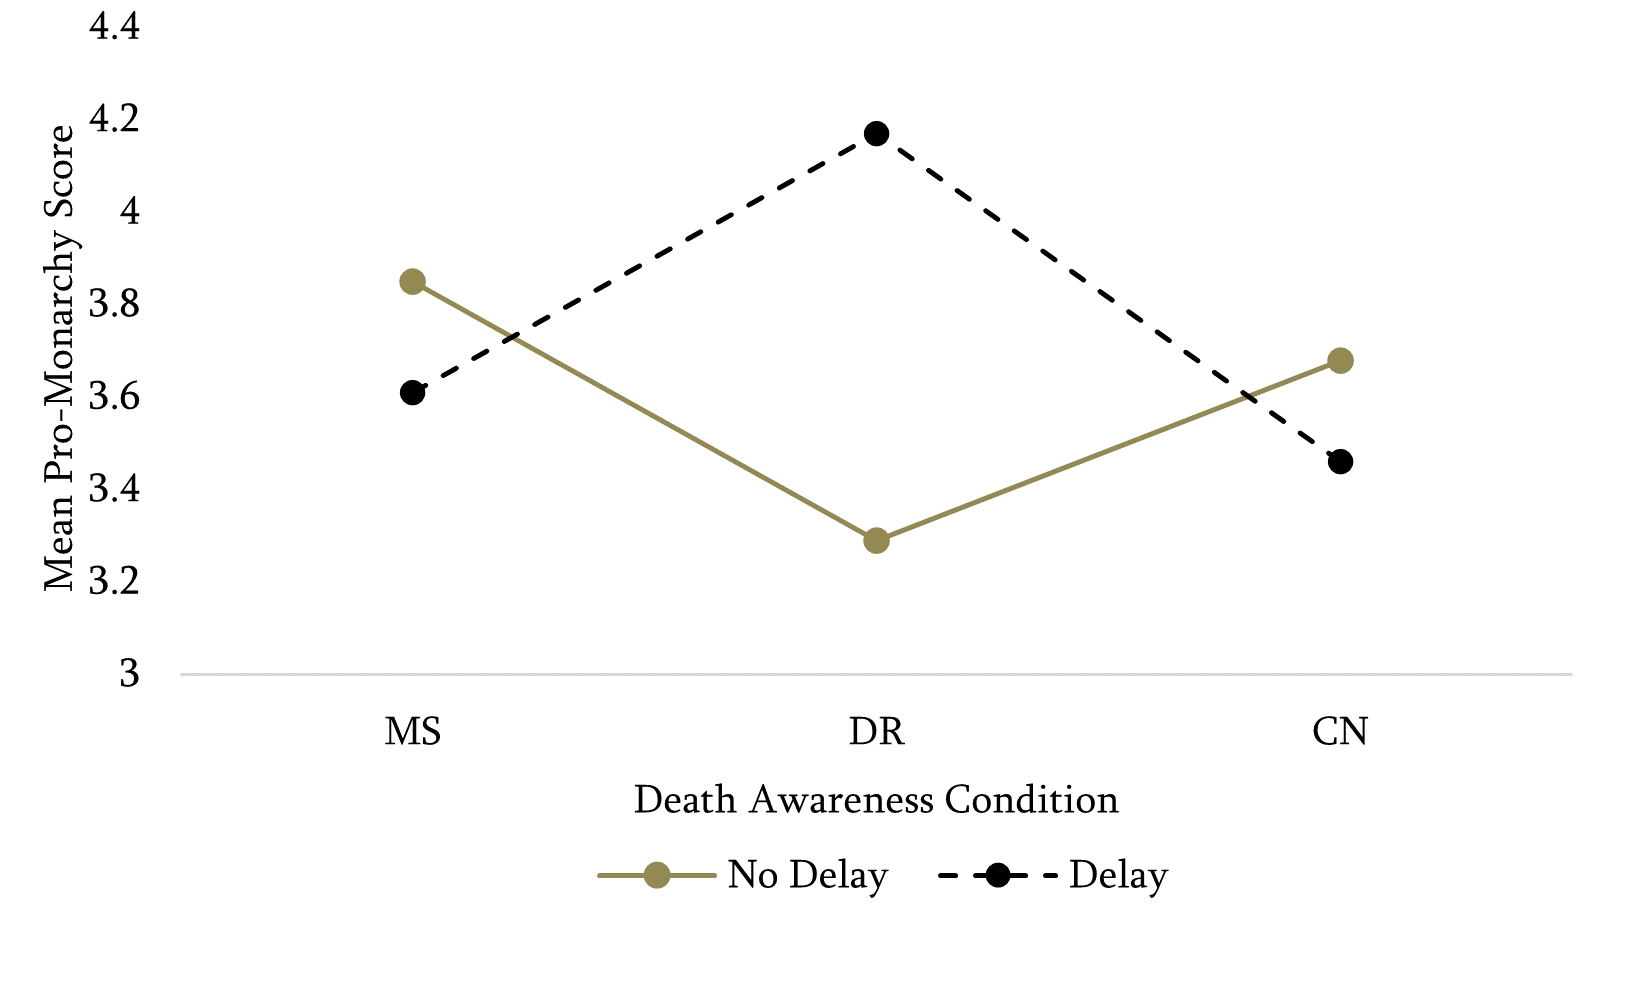 4.4
4.2
4
3.8
3.6
3.4
3.2
3
Mean Pro-Monarchy Score
MS DR CN
Death Awareness Condition
No Delay Delay